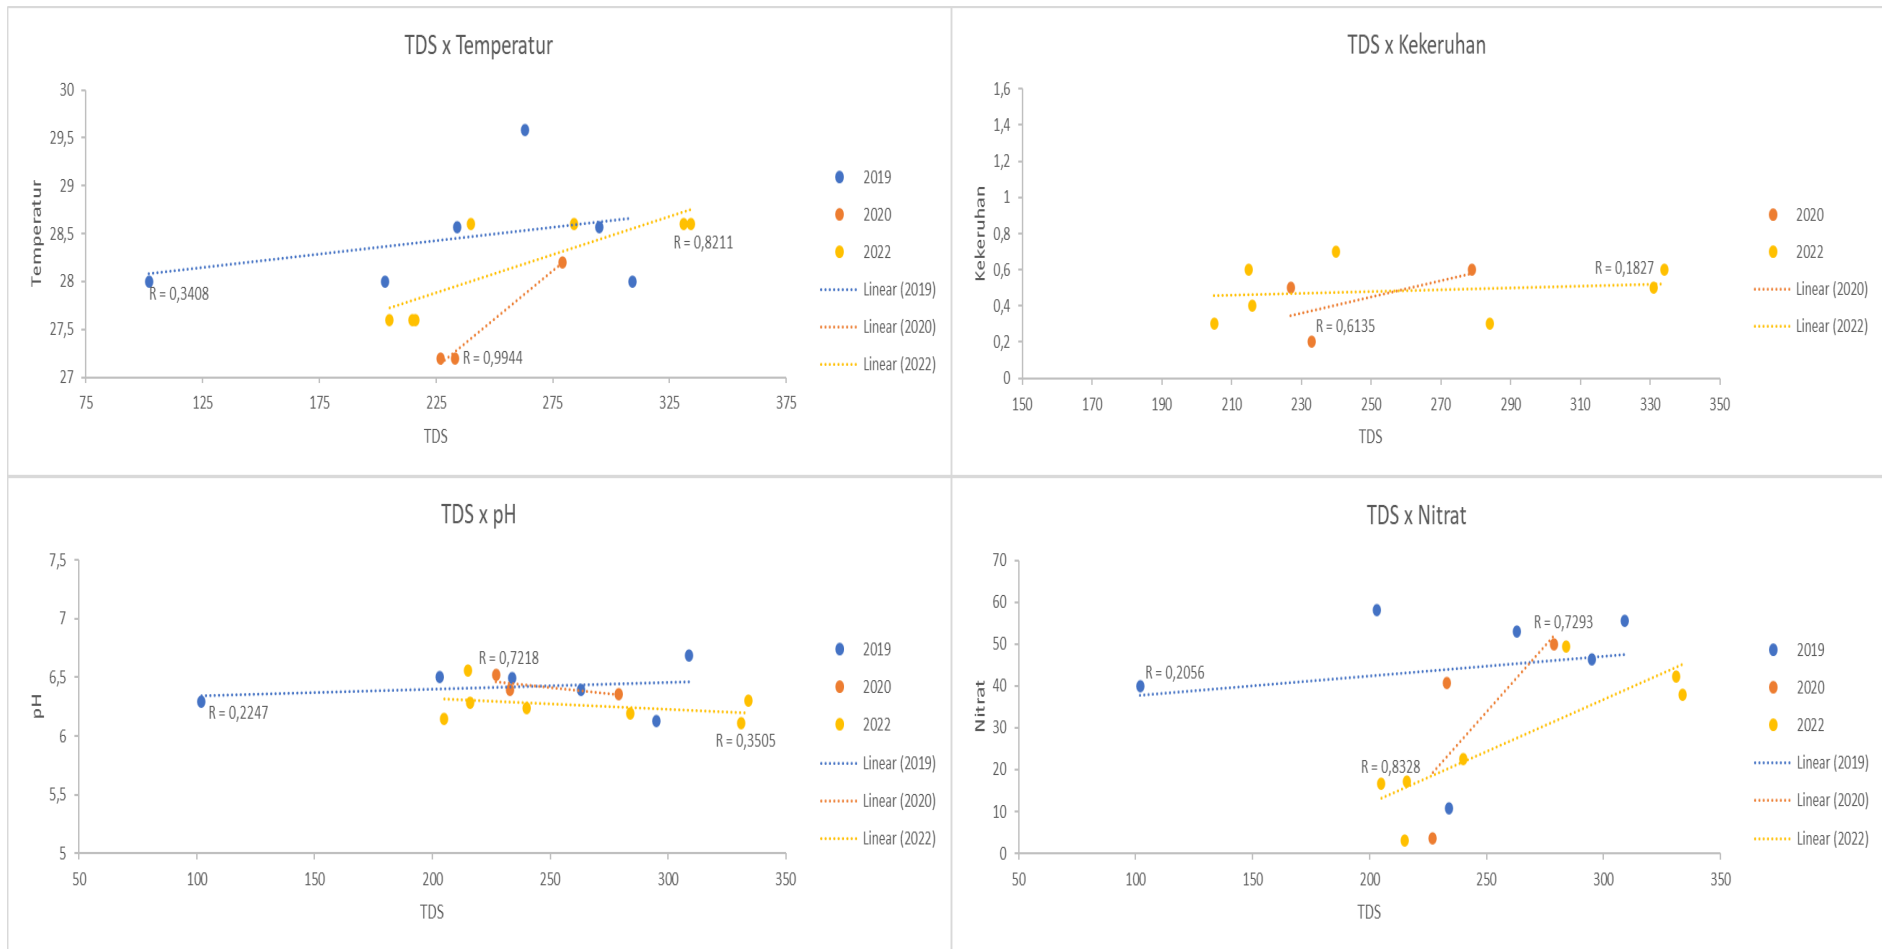 TDS x Temperatur
30
29,5
29
28,5
28
27,5
27
Temperatur
75
125
175
225
275
325
375
TDS
R = 0,3408
R = 0,9944
R = 0,8211
2019
2020
2022
Linear (2019)
Linear (2020)
Linear (2022)
TDS x Kekeruhan
1,6
1,4
1,2
1
0,8
0,6
0,4
0,2
0
Kekeruhan
150
170
190
210
230
250
270
290
310
330
350
TDS
R = 0,6135
R = 0,1827
2020
2022
Linear (2020)
Linear (2022)
TDS x pH
7,5
7
6,5
6
5,5
5
pH
50
100
150
200
250
300
350
TDS
R = 0,2247
R = 0,7218
R = 0,3505
2019
2020
2022
Linear (2019)
Linear (2020)
Linear (2022)
TDS x Nitrat
70
60
50
40
30
20
10
0
Nitrat
50
100
150
200
250
300
350
TDS
R = 0,2056
R = 0,7293
R = 0,8328
2019
2020
2022
Linear (2019)
Linear (2020)
Linear (2022)